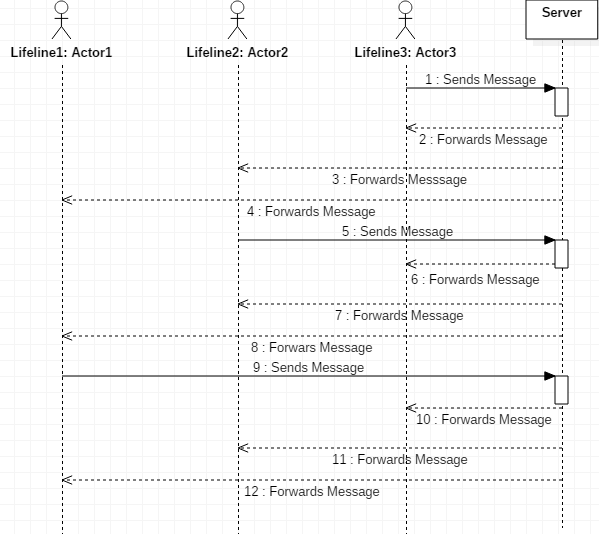 Server
Lifeline1: Actor1
Lifeline2: Actor2
Lifeline3: Actor3
1 : Sends Message
2 : Forwards Message
3 : Forwards Messsage
4 : Forwards Message
5 : Sends Message
6 : Forwards Message
7 : Forwards Message
8 : Forwars Message
9 : Sends Message
10 : Forwards Message
11 : Forwards Message
12 : Forwards Message